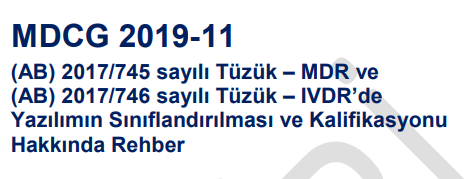 MDCG 2019-11
(AB) 2017/745 sayılı Tüzük – MDR ve
(AB) 2017/746 sayılı Tüzük – IVDR’de
Yazılımın Sınıflandırılması ve Kalifikasyonu
Hakkında Rehber